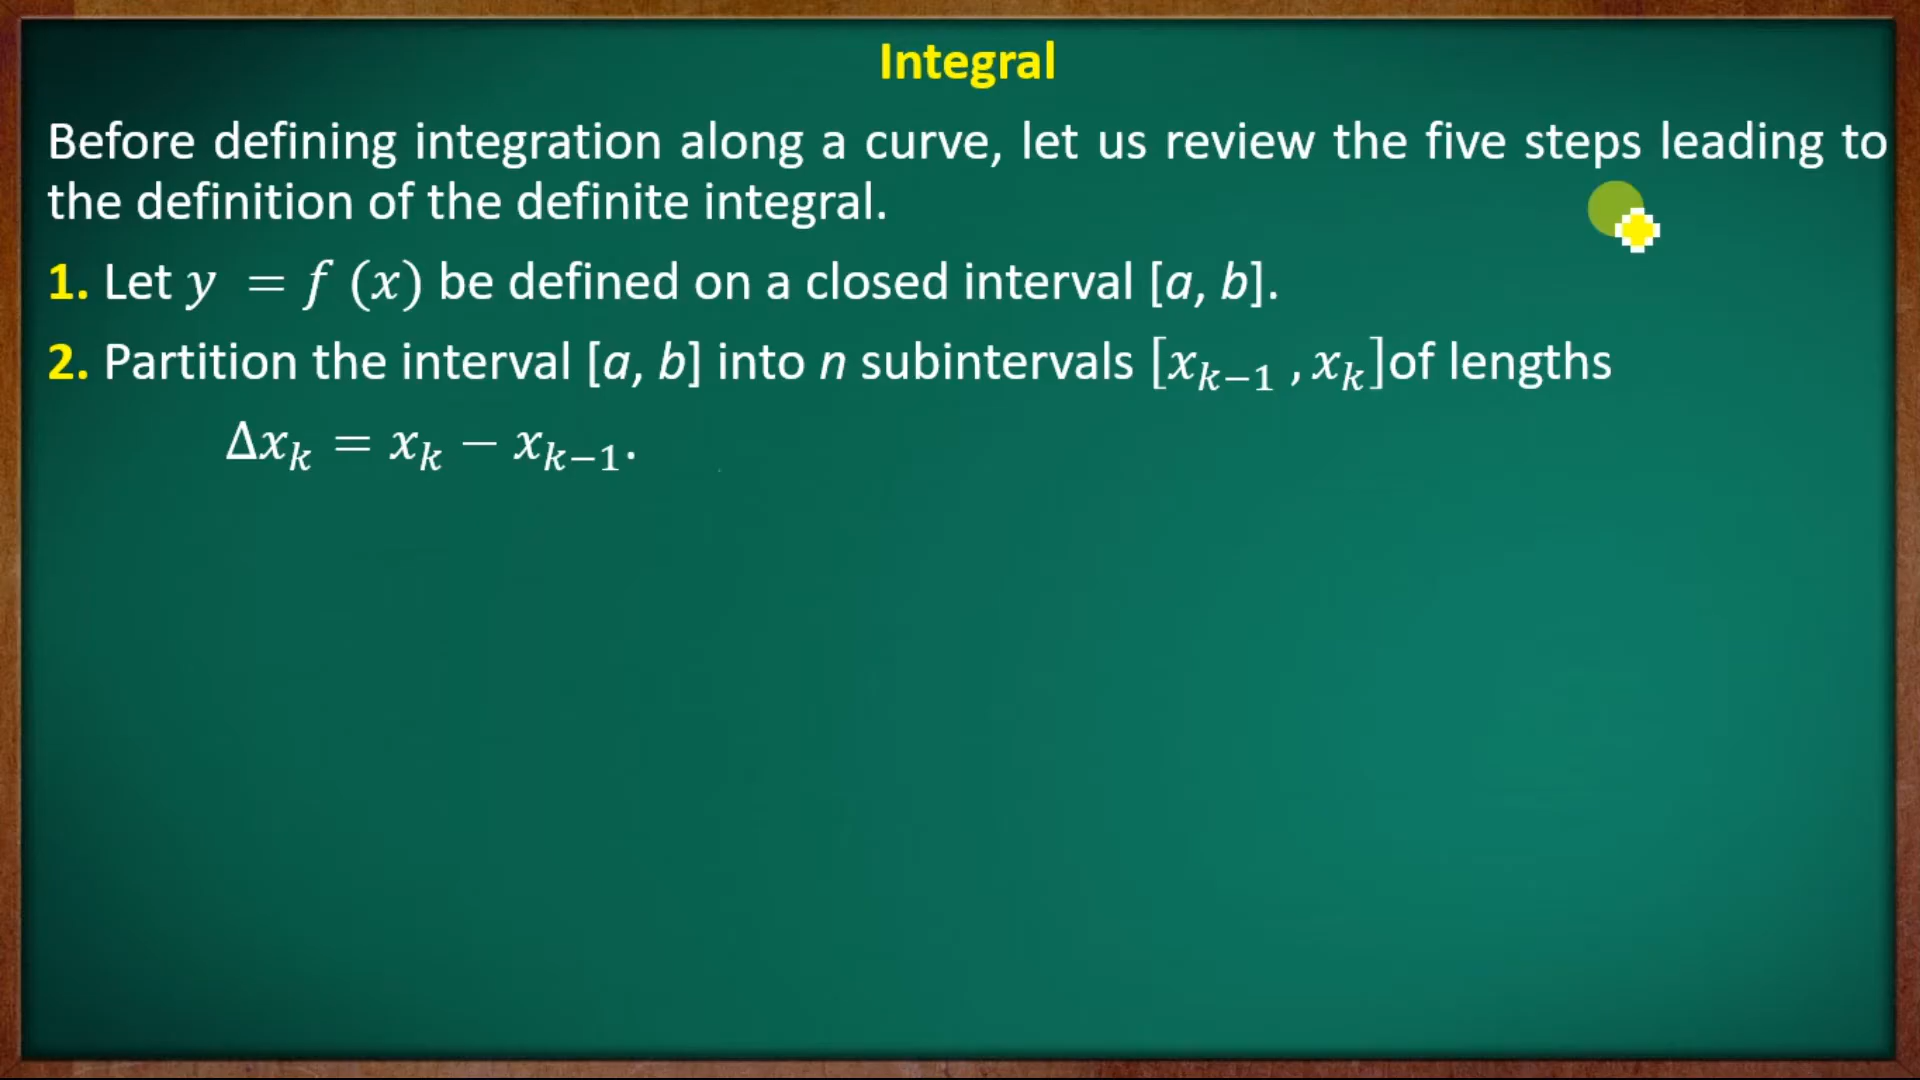 Integral
Before defining integration along a curve, let us review the five steps leading to
the definition of the definite integral.
1. Let y = f (x) be defined on a closed interval [a, b].
2. Partition the interval [a, b] into n subintervals [xₖ₋₁ , xₖ]of lengths
Δxₖ = xₖ − xₖ₋₁.